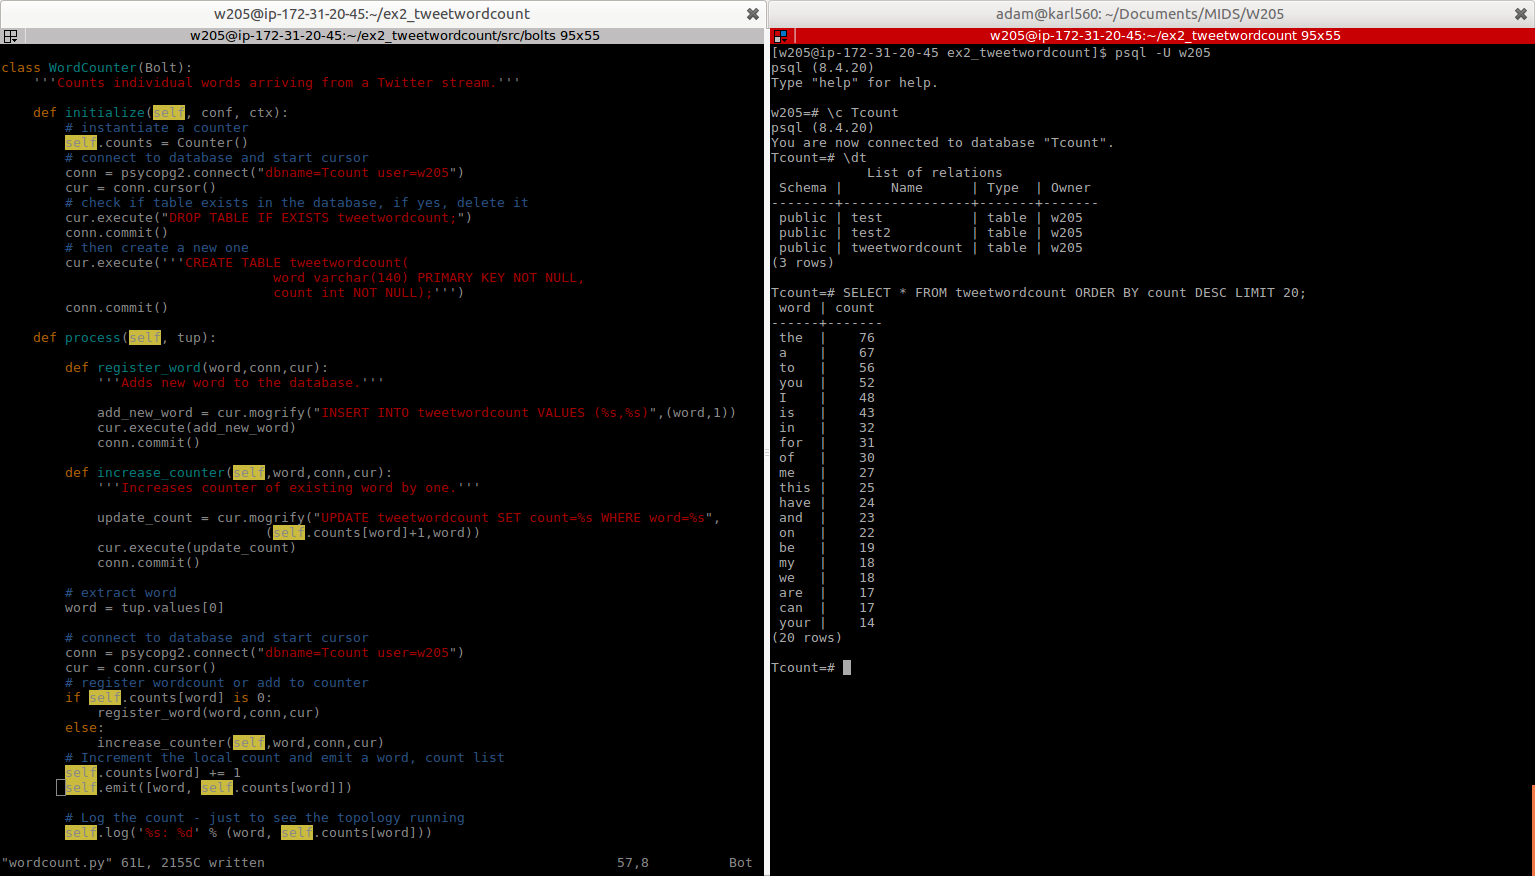 w205@ip-172-31-20-45:~/ex2_tweetwordcount
w205@ip-172-31-20-45:~/ex2_tweetwordcount/src/bolts 95x55
class WordCounter(Bolt):
    '''Counts individual words arriving from a Twitter stream.'''
    def initialize(self, conf, ctx):
        # instantiate a counter
        self.counts = Counter()
        # connect to database and start cursor
        conn = psycopg2.connect("dbname=Tcount user=w205")
        cur = conn.cursor()
        # check if table exists in the database, if yes, delete it
        cur.execute("DROP TABLE IF EXISTS tweetwordcount;")
        conn.commit()
        # then create a new one
        cur.execute('''CREATE TABLE tweetwordcount(
                                  word varchar(140) PRIMARY KEY NOT NULL,
                                  count int NOT NULL);''')
        conn.commit()
    def process(self, tup):
        def register_word(word,conn,cur):
            '''Adds new word to the database.'''
            add_new_word = cur.mogrify("INSERT INTO tweetwordcount VALUES (%s,%s)",(word,1))
            cur.execute(add_new_word)
            conn.commit()
        def increase_counter(self,word,conn,cur):
            '''Increases counter of existing word by one.'''
            update_count = cur.mogrify("UPDATE tweetwordcount SET count=%s WHERE word=%s",
                                 (self.counts[word]+1,word))
            cur.execute(update_count)
            conn.commit()
        # extract word
        word = tup.values[0]
        # connect to database and start cursor
        conn = psycopg2.connect("dbname=Tcount user=w205")
        cur = conn.cursor()
        # register wordcount or add to counter
        if self.counts[word] is 0:
            register_word(word,conn,cur)
        else:
            increase_counter(self,word,conn,cur)
        # Increment the local count and emit a word, count list
        self.counts[word] += 1
        self.emit([word, self.counts[word]])
        # Log the count - just to see the topology running
        self.log('%s: %d' % (word, self.counts[word]))
"wordcount.py" 61L, 2155C written                                            57,8          Bot
adam@karl560: ~/Documents/MIDS/W205
w205@ip-172-31-20-45:~/ex2_tweetwordcount 95x55
[w205@ip-172-31-20-45 ex2_tweetwordcount]$ psql -U w205
psql (8.4.20)
Type "help" for help.
w205=# \c Tcount
psql (8.4.20)
You are now connected to database "Tcount".
Tcount=# \dt
            List of relations
 Schema |      Name      | Type  | Owner
--------+----------------+-------+-------
 public | test           | table | w205
 public | test2          | table | w205
 public | tweetwordcount | table | w205
(3 rows)
Tcount=# SELECT * FROM tweetwordcount ORDER BY count DESC LIMIT 20;
 word | count
------+-------
 the  |    76
 a    |    67
 to   |    56
 you  |    52
 I    |    48
 is   |    43
 in   |    32
 for  |    31
 of   |    30
 me   |    27
 this |    25
 have |    24
 and  |    23
 on   |    22
 be   |    19
 my   |    18
 we   |    18
 are  |    17
 can  |    17
 your |    14
(20 rows)
Tcount=#